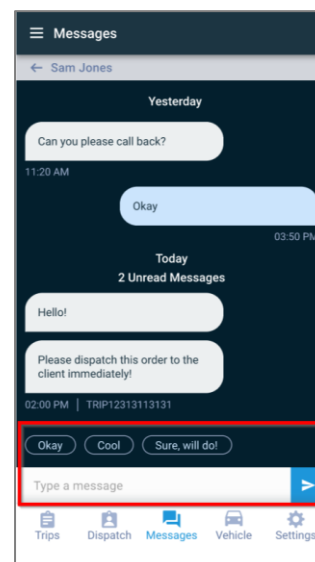 Messages
Sam Jones
Yesterday
Can you please call back?
11:20 AM
Okay
03:50 PM
Today
2 Unread Messages
Hello!
Please dispatch this order to the
client immediately!
02:00 PM | TRIP12313113131
Okay Cool Sure, will do!
Type a message
Trips Dispatch Messages Vehicle Settings